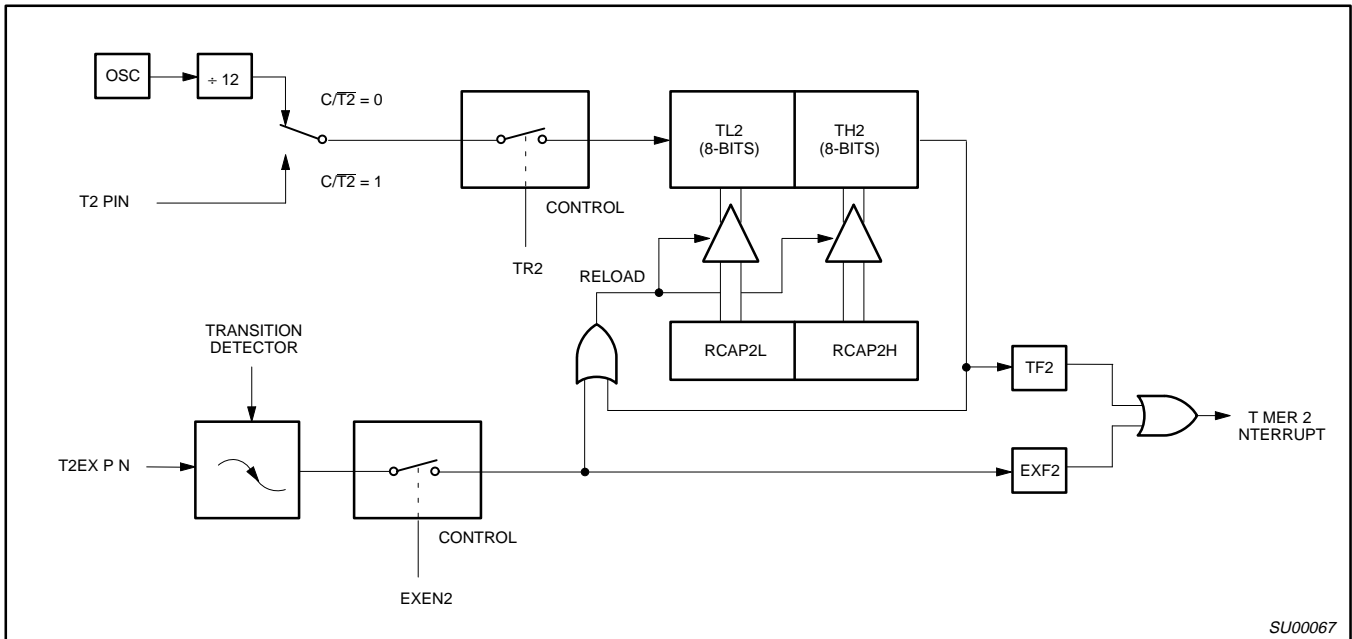 OSC
÷ 12
C/T2 = 0
C/T2 = 1
T2 PIN
CONTROL
TR2
TL2
(8-BITS)
TH2
(8-BITS)
RELOAD
RCAP2L
RCAP2H
TRANSITION
DETECTOR
T2EX P N
CONTROL
EXEN2
TF2
EXF2
T MER 2
NTERRUPT
SU00067